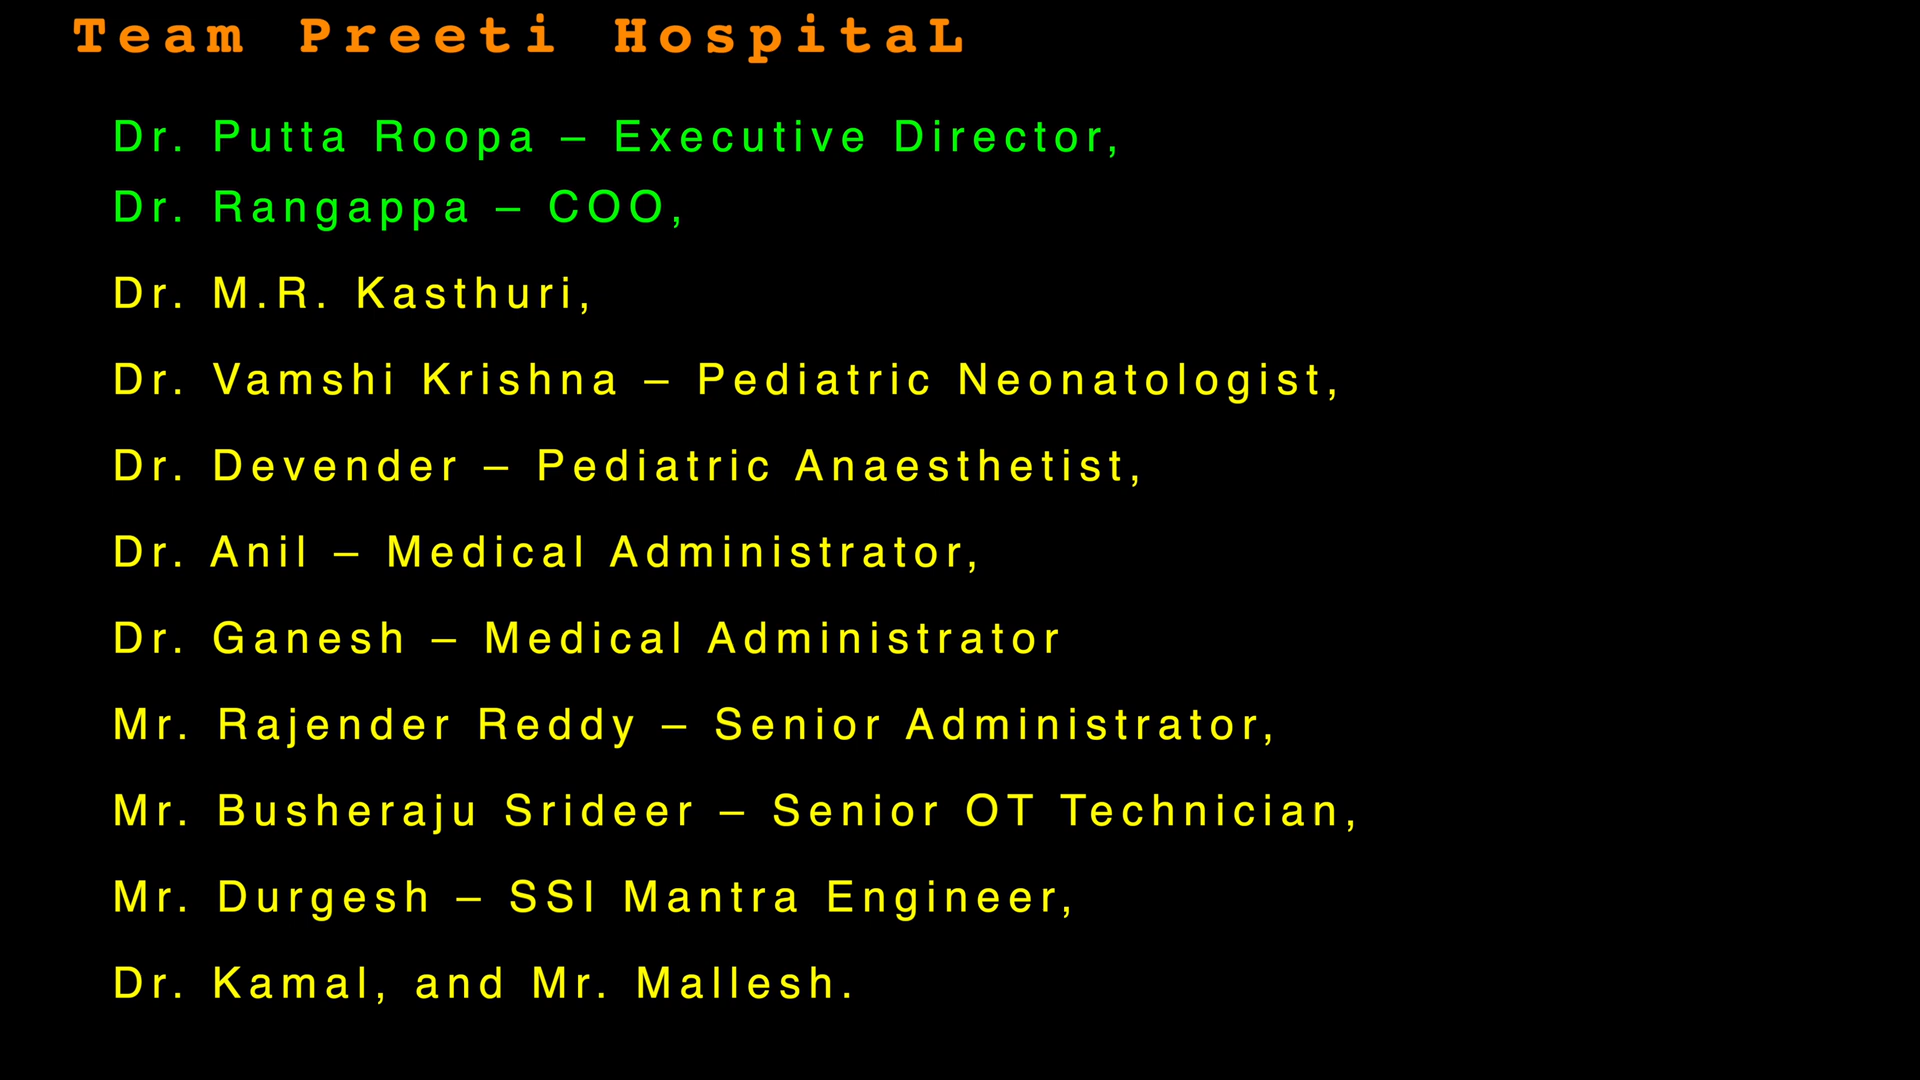 Team Preeti HospitaL
Dr. Putta Roopa – Executive Director,
Dr. Rangappa – COO,
Dr. M.R. Kasthuri,
Dr. Vamshi Krishna – Pediatric Neonatologist,
Dr. Devender – Pediatric Anaesthetist,
Dr. Anil – Medical Administrator,
Dr. Ganesh – Medical Administrator
Mr. Rajender Reddy – Senior Administrator,
Mr. Busheraju Srideer – Senior OT Technician,
Mr. Durgesh – SSI Mantra Engineer,
Dr. Kamal, and Mr. Mallesh.